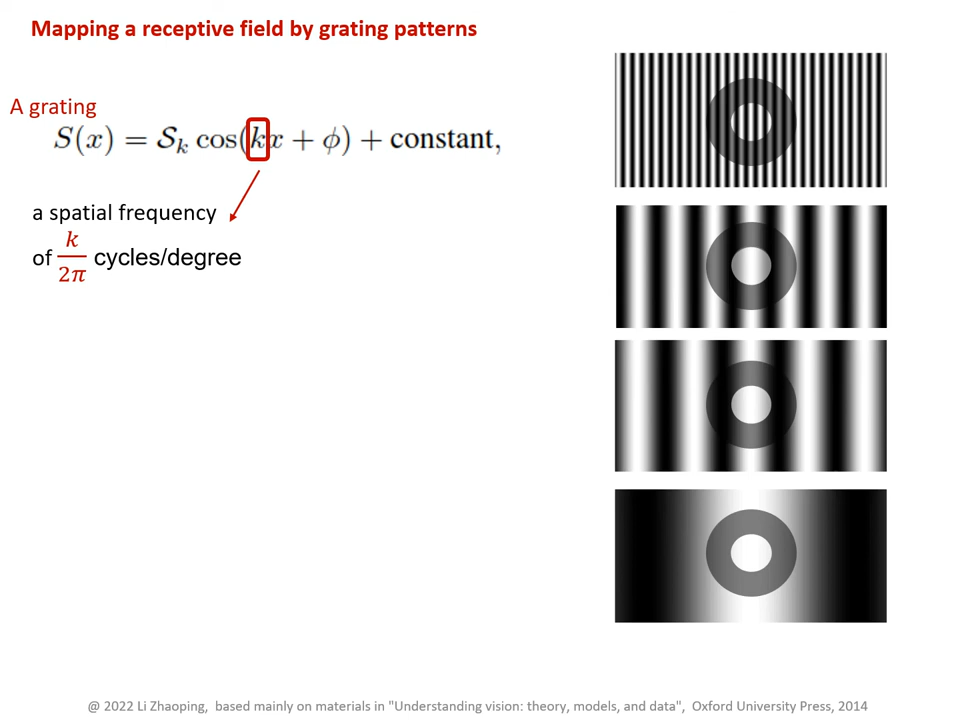 Mapping a receptive field by grating patterns
A grating
S(x) = 𝒮ₖ cos(kx + ϕ) + constant,
a spatial frequency
of k/2π cycles/degree
@ 2022 Li Zhaoping, based mainly on materials in "Understanding vision: theory, models, and data", Oxford University Press, 2014